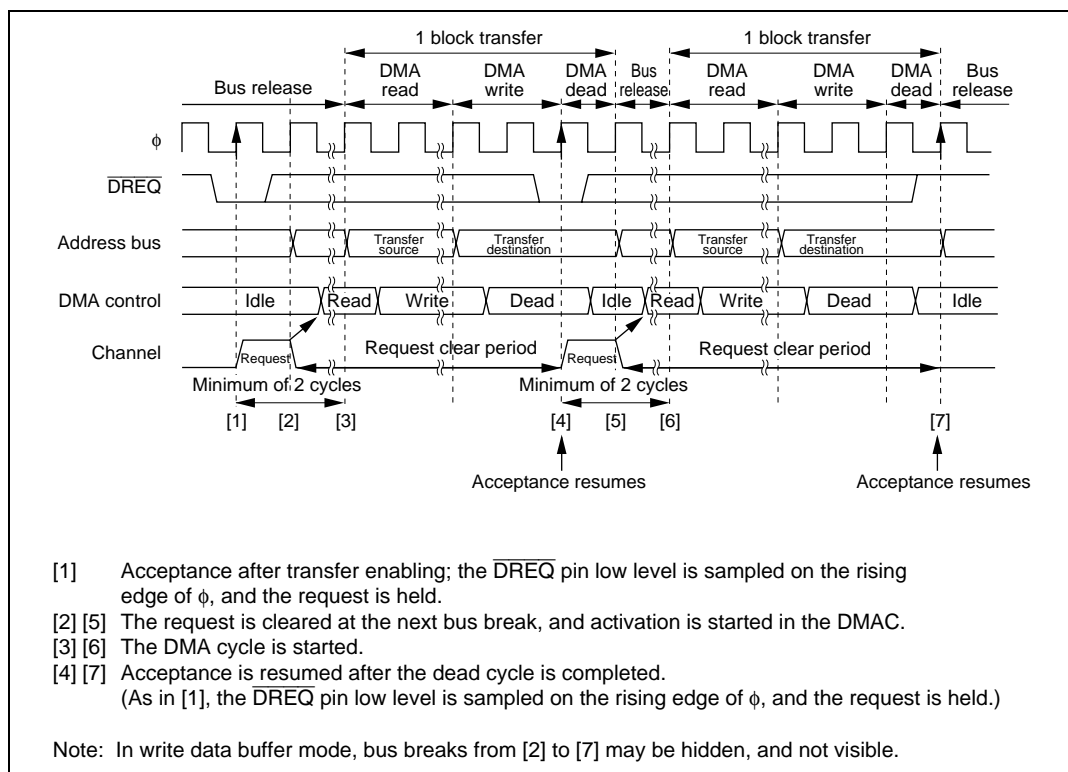 1 block transfer 1 block transfer
Bus release DMA read DMA write DMA dead Bus release DMA read DMA write DMA dead Bus release
φ
DREQ
Address bus Transfer source Transfer destination Transfer source Transfer destination
DMA control Idle Read Write Dead Idle Read Write Dead Idle
Channel Request Request clear period Request Request clear period
Minimum of 2 cycles Minimum of 2 cycles
[1] [2] [3] [4] [5] [6] [7]
Acceptance resumes Acceptance resumes
[1] Acceptance after transfer enabling; the DREQ pin low level is sampled on the rising
edge of φ, and the request is held.
[2] [5] The request is cleared at the next bus break, and activation is started in the DMAC.
[3] [6] The DMA cycle is started.
[4] [7] Acceptance is resumed after the dead cycle is completed.
(As in [1], the DREQ pin low level is sampled on the rising edge of φ, and the request is held.)
Note: In write data buffer mode, bus breaks from [2] to [7] may be hidden, and not visible.